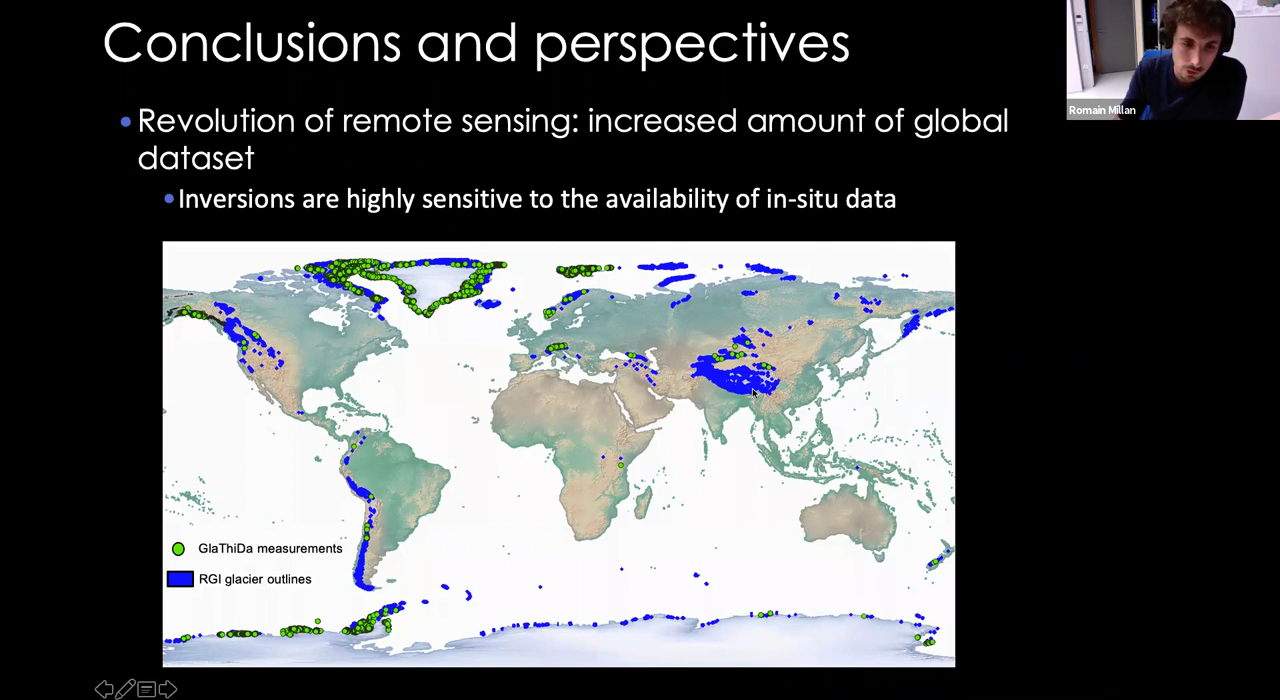 Conclusions and perspectives
Romain Millan
• Revolution of remote sensing: increased amount of global
dataset
• Inversions are highly sensitive to the availability of in-situ data
GlaThiDa measurements
RGI glacier outlines